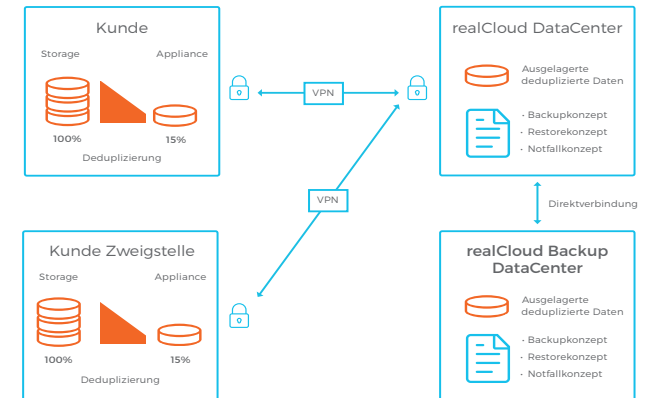 Kunde
Storage
Appliance
100%
15%
Deduplizierung
VPN
realCloud DataCenter
Ausgelagerte
deduplizierte Daten
· Backupkonzept
· Restorekonzept
· Notfallkonzept
VPN
Direktverbindung
Kunde Zweigstelle
Storage
Appliance
100%
15%
Deduplizierung
realCloud Backup
DataCenter
Ausgelagerte
deduplizierte Daten
· Backupkonzept
· Restorekonzept
· Notfallkonzept